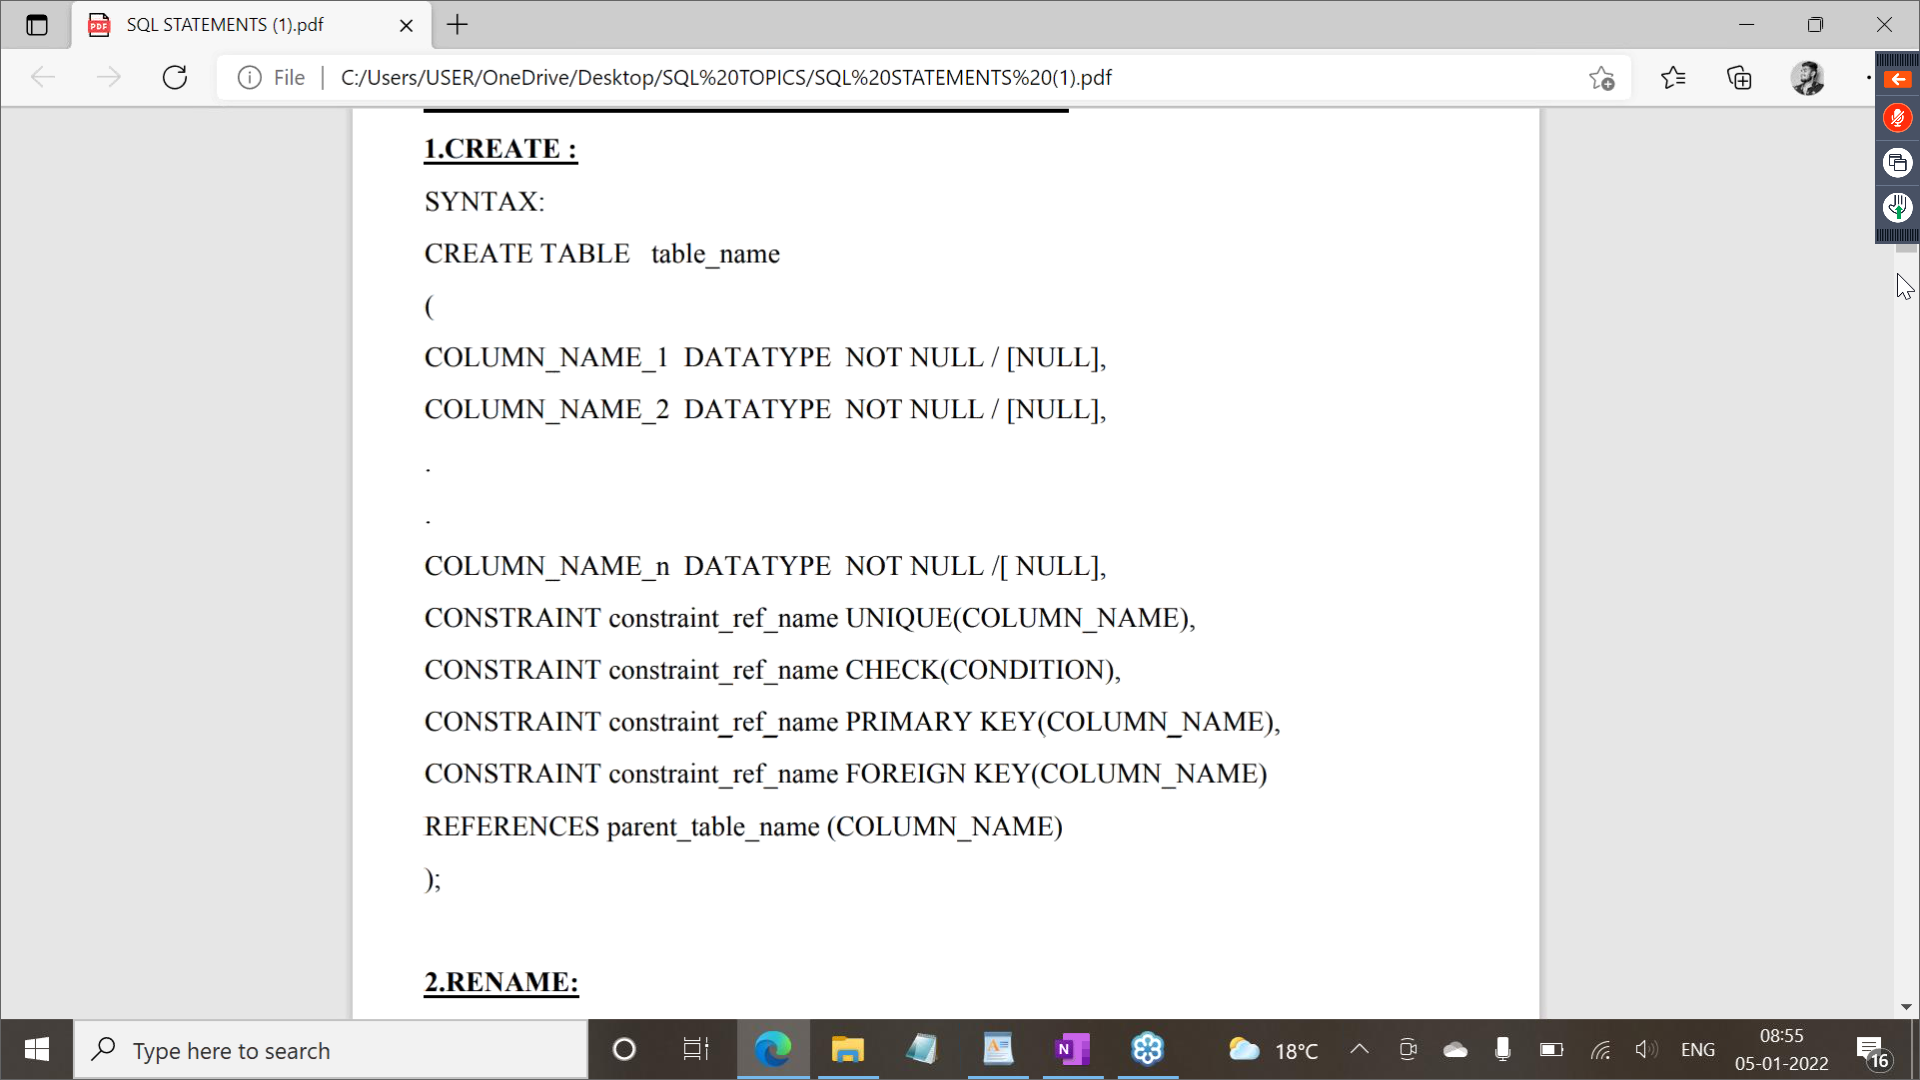 SQL STATEMENTS (1).pdf
File | C:/Users/USER/OneDrive/Desktop/SQL%20TOPICS/SQL%20STATEMENTS%20(1).pdf
1.CREATE :
SYNTAX:
CREATE TABLE table_name
(
COLUMN_NAME_1 DATATYPE NOT NULL / [NULL],
COLUMN_NAME_2 DATATYPE NOT NULL / [NULL],
.
.
COLUMN_NAME_n DATATYPE NOT NULL /[ NULL],
CONSTRAINT constraint_ref_name UNIQUE(COLUMN_NAME),
CONSTRAINT constraint_ref_name CHECK(CONDITION),
CONSTRAINT constraint_ref_name PRIMARY KEY(COLUMN_NAME),
CONSTRAINT constraint_ref_name FOREIGN KEY(COLUMN_NAME)
REFERENCES parent_table_name (COLUMN_NAME)
);
2.RENAME:
Type here to search
18°C
ENG
08:55
05-01-2022
16